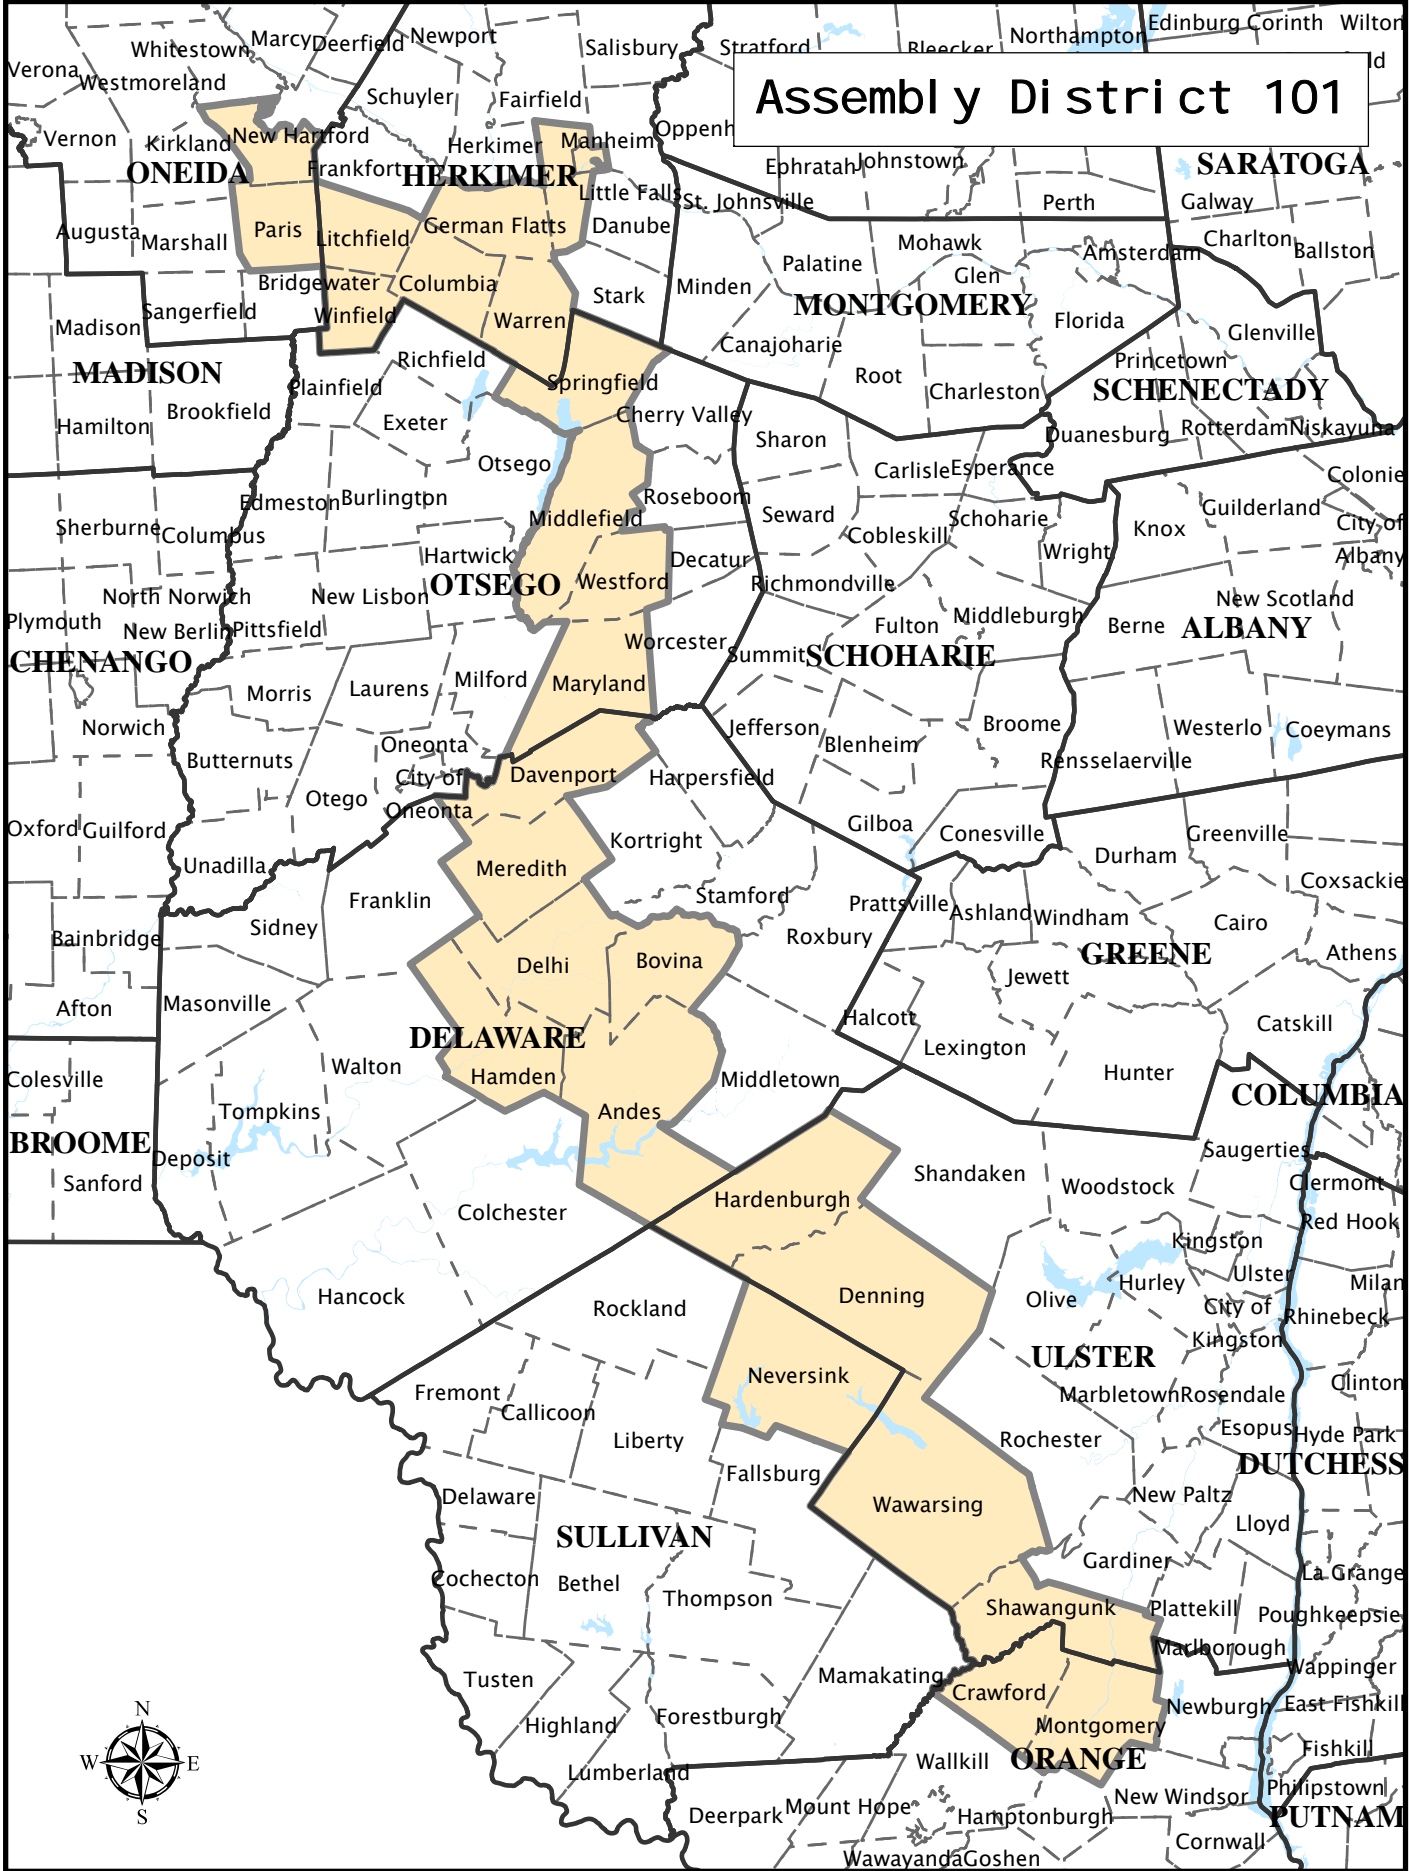 Assembly District 101
Edinburg
Corinth
Wilton
Marcy
Deerfield
Newport
Northampton
Whitestown
Salisbury
Stratford
Bleecker
ld
Verona
Westmoreland
Schuyler
Fairfield
Vernon
Kirkland
New Hartford
Herkimer
Manheim
Oppenh
ONEIDA
Frankfort
HERKIMER
Ephratah
Johnstown
SARATOGA
Little Falls
St. Johnsville
Perth
Galway
Augusta
Marshall
Paris
Litchfield
German Flatts
Danube
Mohawk
Amsterdam
Charlton
Ballston
Palatine
Glen
Bridgewater
Columbia
Stark
Minden
MONTGOMERY
Sangerfield
Winfield
Warren
Florida
Madison
Glenville
Richfield
Canajoharie
Princetown
MADISON
Plainfield
Springfield
Root
Charleston
SCHENECTADY
Brookfield
Exeter
Cherry Valley
Hamilton
Sharon
Duanesburg
Rotterdam
Niskayuna
Otsego
Carlisle
Esperance
Colonie
Edmeston
Burlington
Roseboom
Guilderland
Sherburne
Columbus
Middlefield
Seward
Schoharie
Knox
City of
Albany
Cobleskill
Wright
Hartwick
Decatur
OTSEGO
Westford
Richmondville
North Norwich
New Lisbon
New Scotland
Plymouth
New Berlin
Pittsfield
Middleburgh
Fulton
Berne
ALBANY
CHENANGO
Worcester
Summit
SCHOHARIE
Morris
Laurens
Milford
Maryland
Norwich
Jefferson
Broome
Westerlo
Coeymans
Butternuts
Oneonta
Blenheim
Rensselaerville
City of
Oneonta
Davenport
Harpersfield
Otego
Oxford
Guilford
Kortright
Gilboa
Conesville
Greenville
Unadilla
Meredith
Durham
Franklin
Stamford
Coxsackie
Sidney
Prattsville
Ashland
Windham
Cairo
Bainbridge
Roxbury
Delhi
Bovina
GREENE
Athens
Jewett
Afton
Masonville
Halcott
Catskill
DELAWARE
Lexington
Colesville
Walton
Hamden
Middletown
Hunter
COLUMBIA
Tompkins
Andes
BROOME
Deposit
Saugerties
Sanford
Shandaken
Woodstock
Clermont
Hardenburgh
Colchester
Red Hook
Kingston
Hancock
Rockland
Denning
Olive
Hurley
Ulster
Milan
City of
Kingston
Rhinebeck
ULSTER
Neversink
Fremont
Marbletown
Rosendale
Clinton
Callicoon
Liberty
Rochester
Esopus
Hyde Park
DUTCHESS
Fallsburg
Delaware
Wawarsing
New Paltz
SULLIVAN
Lloyd
Gardiner
La Grange
Cochecton
Bethel
Thompson
Shawangunk
Plattekill
Poughkeepsie
Marlborough
Wappinger
Tusten
Mamakating
Crawford
Newburgh
East Fishkill
Highland
Forestburgh
Montgomery
ORANGE
Fishkill
Wallkill
Lumberland
Philipstown
New Windsor
PUTNAM
Deerpark
Mount Hope
Hamptonburgh
Cornwall
Wawayanda
Goshen
N
W
E
S